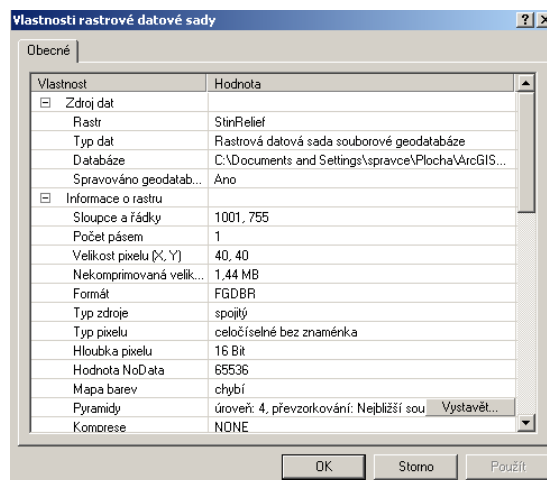 Vlastnosti rastrové datové sady
Obecné
Vlastnost Hodnota
Zdroj dat
Rastr StinRelief
Typ dat Rastrová datová sada souborové geodatabáze
Databáze C:\Documents and Settings\spravce\Plocha\ArcGIS...
Spravováno geodatab... Ano
Informace o rastru
Sloupce a řádky 1001, 755
Počet pásem 1
Velikost pixelu (X, Y) 40, 40
Nekomprimovaná velik... 1,44 MB
Formát FGDBR
Typ zdroje spojitý
Typ pixelu celočíselné bez znaménka
Hloubka pixelu 16 Bit
Hodnota NoData 65536
Mapa barev chybí
Pyramidy úroveň: 4, převzorkování: Nejbližší sou Vystavět...
Komprese NONE
OK Storno Použít